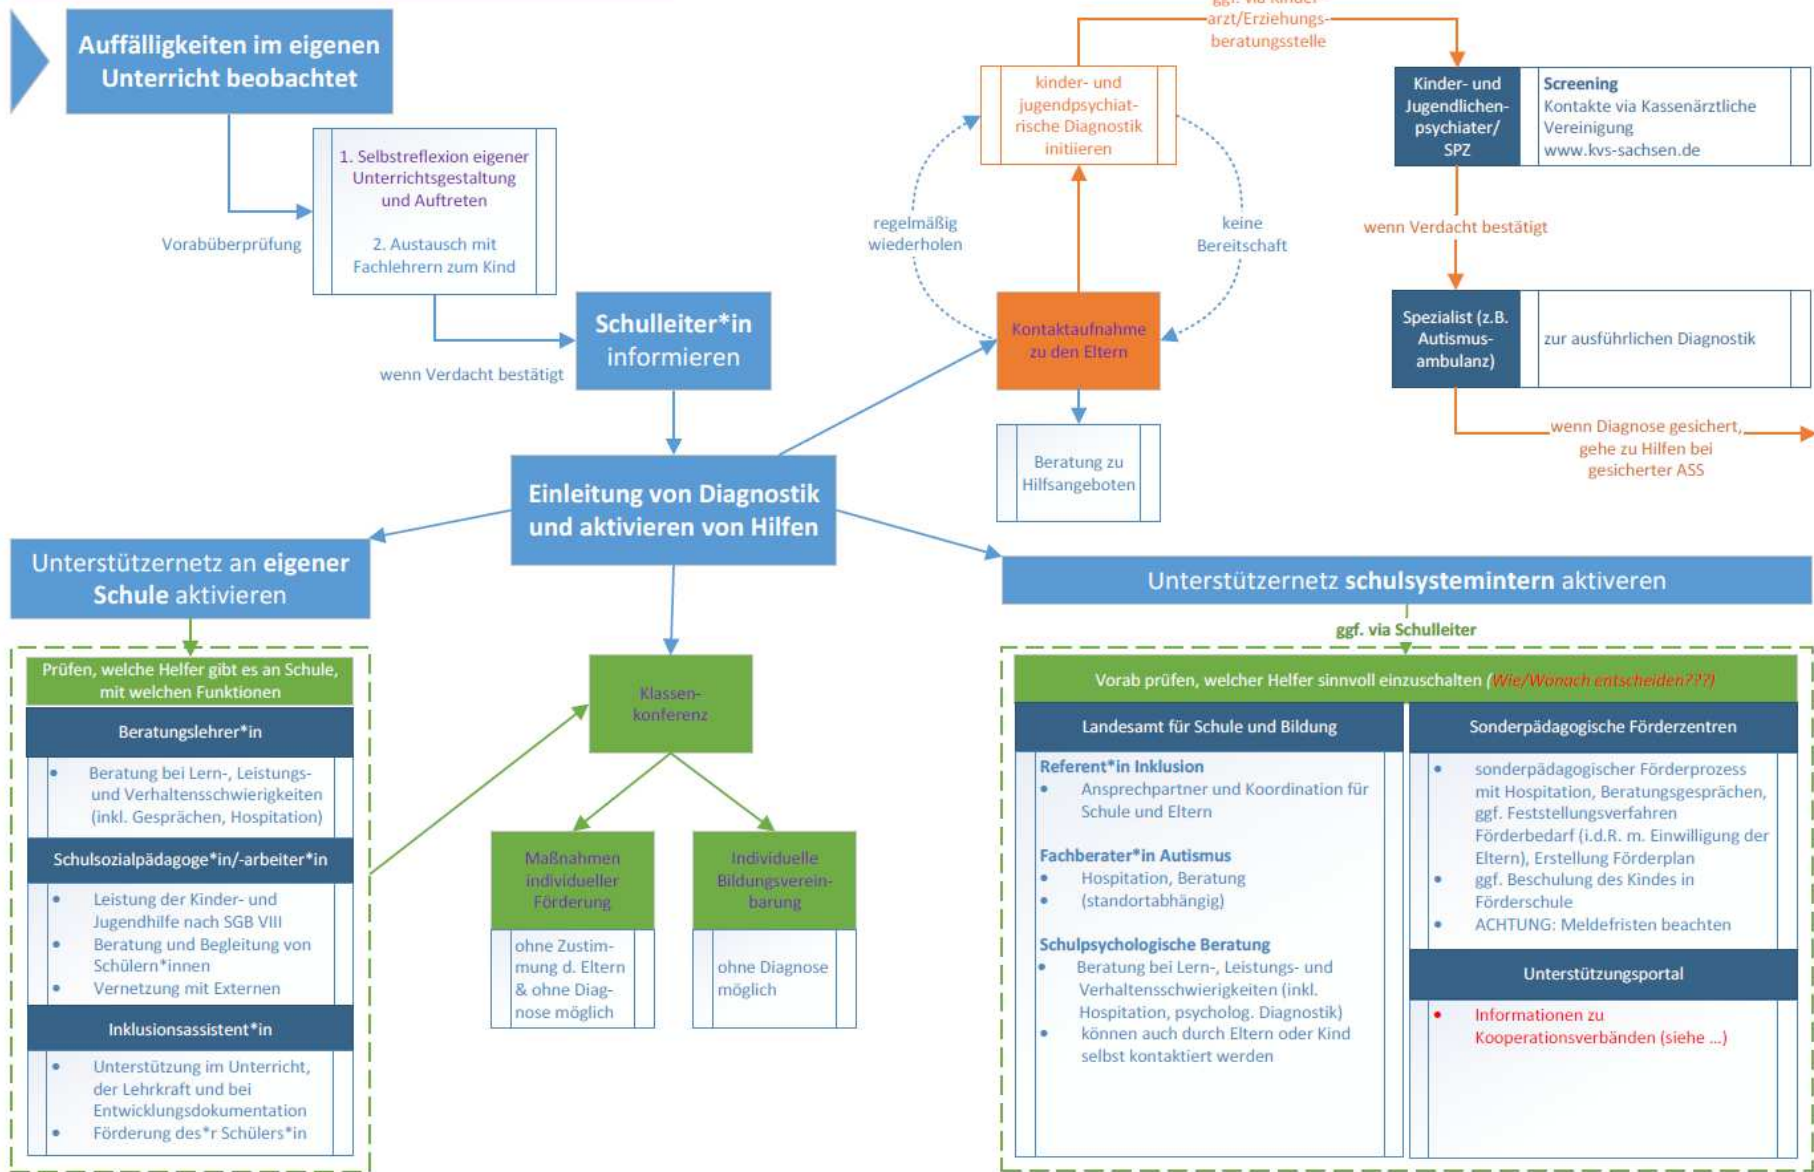 Auffälligkeiten im eigenen
Unterricht beobachtet
Vorabüberprüfung
1. Selbstreflexion eigener
Unterrichtsgestaltung
und Auftreten
2. Austausch mit
Fachlehrern zum Kind
wenn Verdacht bestätigt
Schulleiter*in
informieren
Einleitung von Diagnostik
und aktivieren von Hilfen
arzt/Erziehungs-
beratungsstelle
kinder- und
jugendpsychiat-
rische Diagnostik
initiieren
regelmäßig
wiederholen
keine
Bereitschaft
Kontaktaufnahme
zu den Eltern
Beratung zu
Hilfsangeboten
Kinder- und
Jugendlichen-
psychiater/
SPZ
Screening
Kontakte via Kassenärztliche
Vereinigung
www.kvs-sachsen.de
wenn Verdacht bestätigt
Spezialist (z.B.
Autismus-
ambulanz)
zur ausführlichen Diagnostik
wenn Diagnose gesichert,
gehe zu Hilfen bei
gesicherter ASS
Unterstützernetz an eigener
Schule aktivieren
Prüfen, welche Helfer gibt es an Schule,
mit welchen Funktionen
Beratungslehrer*in
• Beratung bei Lern-, Leistungs-
und Verhaltensschwierigkeiten
(inkl. Gesprächen, Hospitation)
Schulsozialpädagoge*in/-arbeiter*in
• Leistung der Kinder- und
Jugendhilfe nach SGB VIII
• Beratung und Begleitung von
Schülern*innen
• Vernetzung mit Externen
Inklusionsassistent*in
• Unterstützung im Unterricht,
der Lehrkraft und bei
Entwicklungsdokumentation
• Förderung des*r Schülers*in
Klassen-
konferenz
Maßnahmen
individueller
Förderung
ohne Zustim-
mung d. Eltern
& ohne Diag-
nose möglich
Individuelle
Bildungsverein-
barung
ohne Diagnose
möglich
Unterstützernetz schulsystemintern aktiveren
ggf. via Schulleiter
Vorab prüfen, welcher Helfer sinnvoll einzuschalten (Wie/Wonach entscheiden???)
Landesamt für Schule und Bildung
Referent*in Inklusion
• Ansprechpartner und Koordination für
Schule und Eltern
Fachberater*in Autismus
• Hospitation, Beratung
• (standortabhängig)
Schulpsychologische Beratung
• Beratung bei Lern-, Leistungs- und
Verhaltensschwierigkeiten (inkl.
Hospitation, psycholog. Diagnostik)
• können auch durch Eltern oder Kind
selbst kontaktiert werden
Sonderpädagogische Förderzentren
• sonderpädagogischer Förderprozess
mit Hospitation, Beratungsgesprächen,
ggf. Feststellungsverfahren
Förderbedarf (i.d.R. m. Einwilligung der
Eltern), Erstellung Förderplan
• ggf. Beschulung des Kindes in
Förderschule
• ACHTUNG: Meldefristen beachten
Unterstützungsportal
• Informationen zu
Kooperationsverbänden (siehe ...)